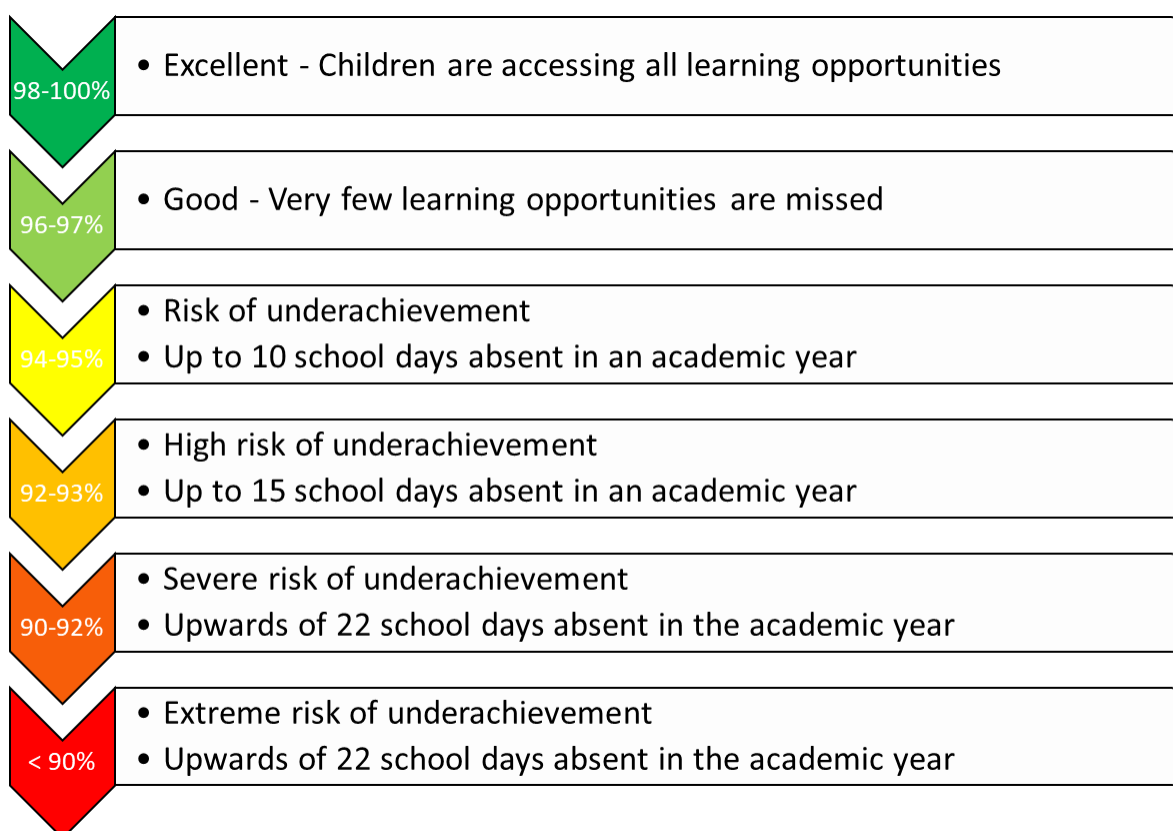 98-100%
• Excellent - Children are accessing all learning opportunities
96-97%
• Good - Very few learning opportunities are missed
94-95%
• Risk of underachievement
• Up to 10 school days absent in an academic year
92-93%
• High risk of underachievement
• Up to 15 school days absent in an academic year
90-92%
• Severe risk of underachievement
• Upwards of 22 school days absent in the academic year
< 90%
• Extreme risk of underachievement
• Upwards of 22 school days absent in the academic year